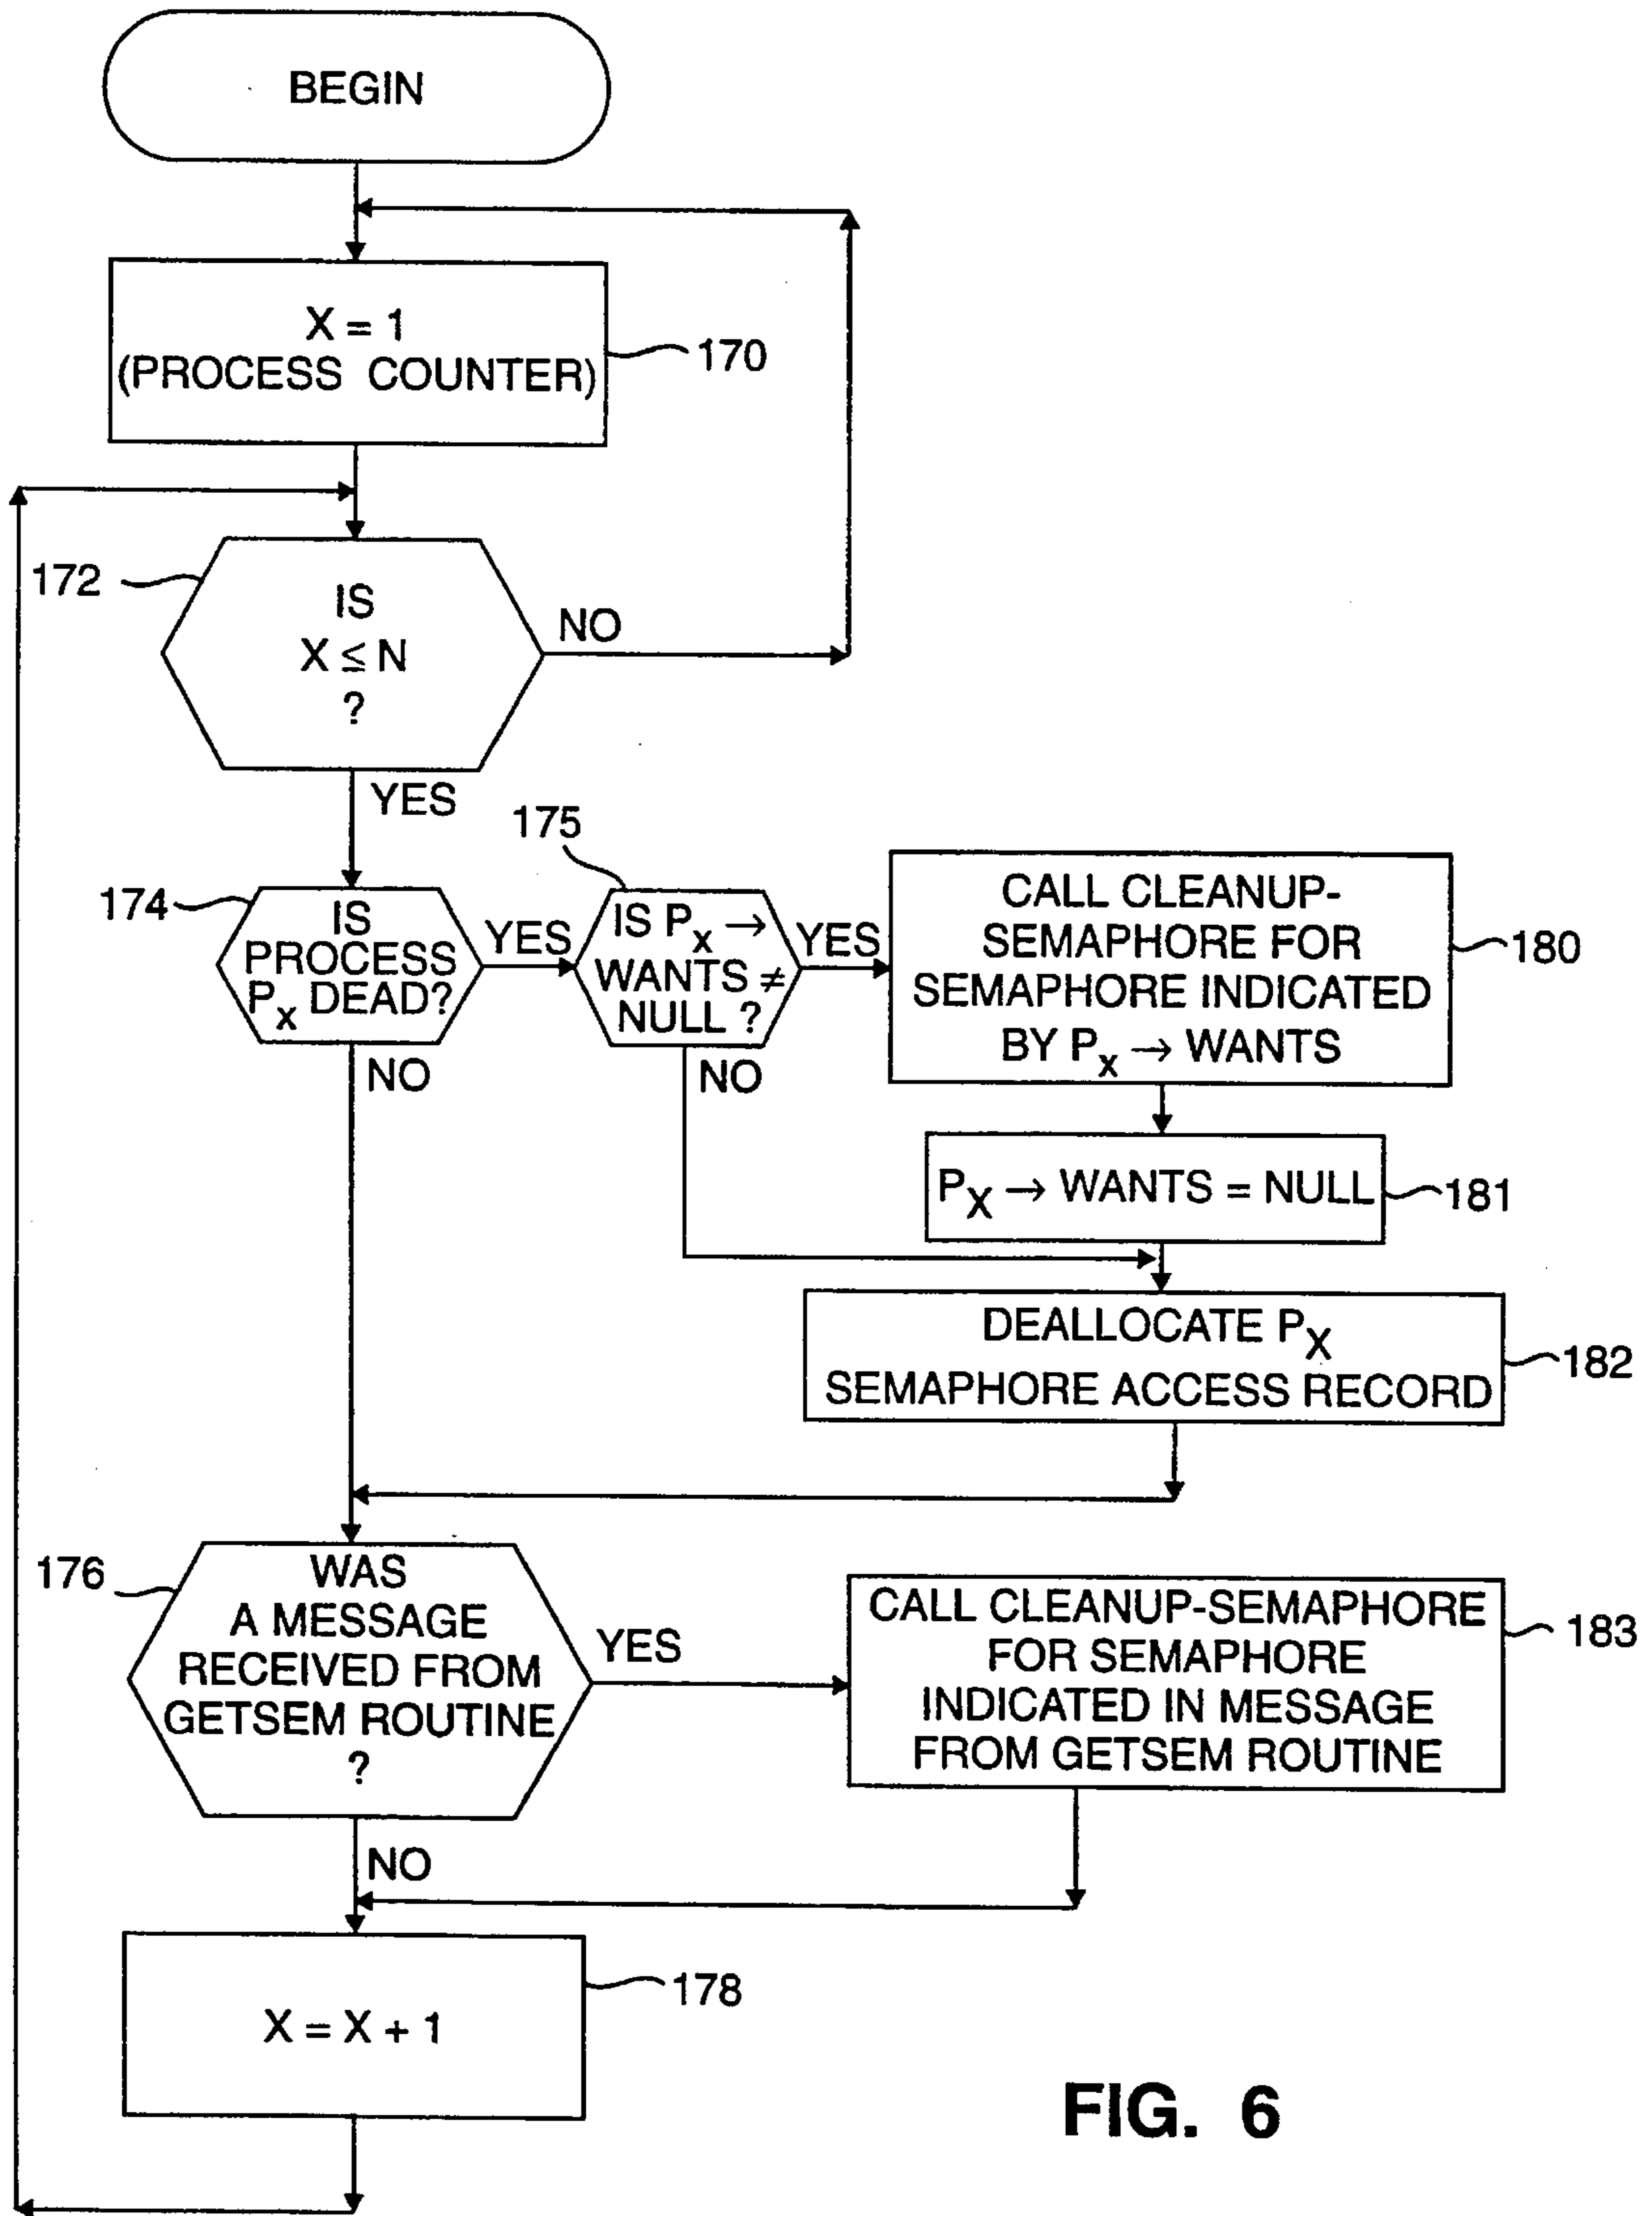 BEGIN
X = 1
(PROCESS COUNTER)
170
172
IS
X ≤ N
?
NO
YES
174
IS
PROCESS
Px DEAD?
YES
NO
175
IS Px →
WANTS ≠
NULL ?
YES
NO
CALL CLEANUP-
SEMAPHORE FOR
SEMAPHORE INDICATED
BY Px → WANTS
180
PX → WANTS = NULL
181
DEALLOCATE PX
SEMAPHORE ACCESS RECORD
182
176
WAS
A MESSAGE
RECEIVED FROM
GETSEM ROUTINE
?
YES
NO
CALL CLEANUP-SEMAPHORE
FOR SEMAPHORE
INDICATED IN MESSAGE
FROM GETSEM ROUTINE
183
X = X + 1
178
FIG. 6